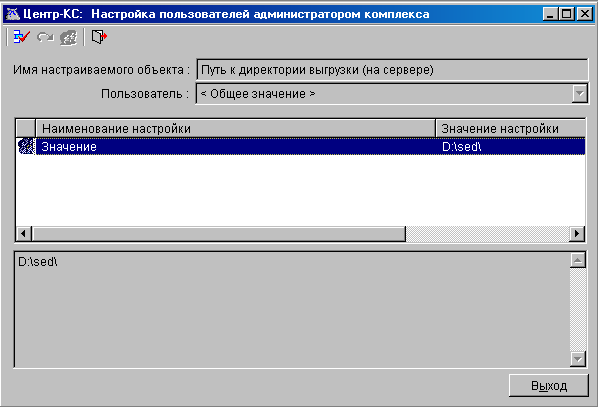 Центр-КС: Настройка пользователей администратором комплекса
Имя настраиваемого объекта : Путь к директории выгрузки (на сервере)
Пользователь : < Общее значение >
Наименование настройки Значение настройки
Значение D:\sed\
D:\sed\
Выход